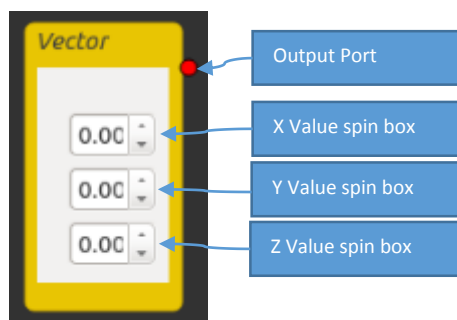 Vector
Output Port
0.00
X Value spin box
0.00
Y Value spin box
0.00
Z Value spin box